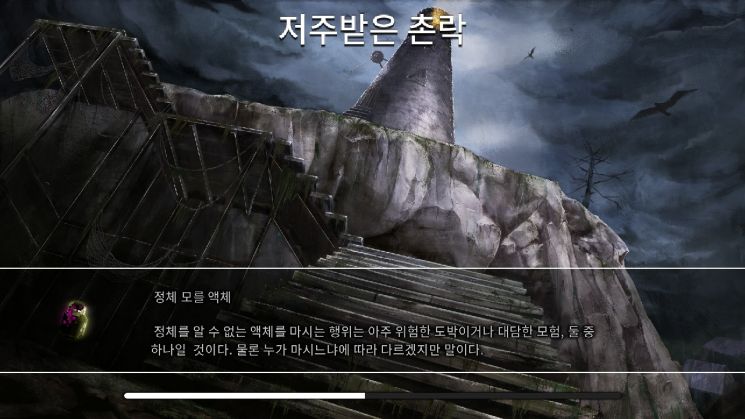 저주받은 촌락
정체 모를 액체
정체를 알 수 없는 액체를 마시는 행위는 아주 위험한 도박이거나 대담한 모험, 둘 중
하나일 것이다. 물론 누가 마시느냐에 따라 다르겠지만 말이다.